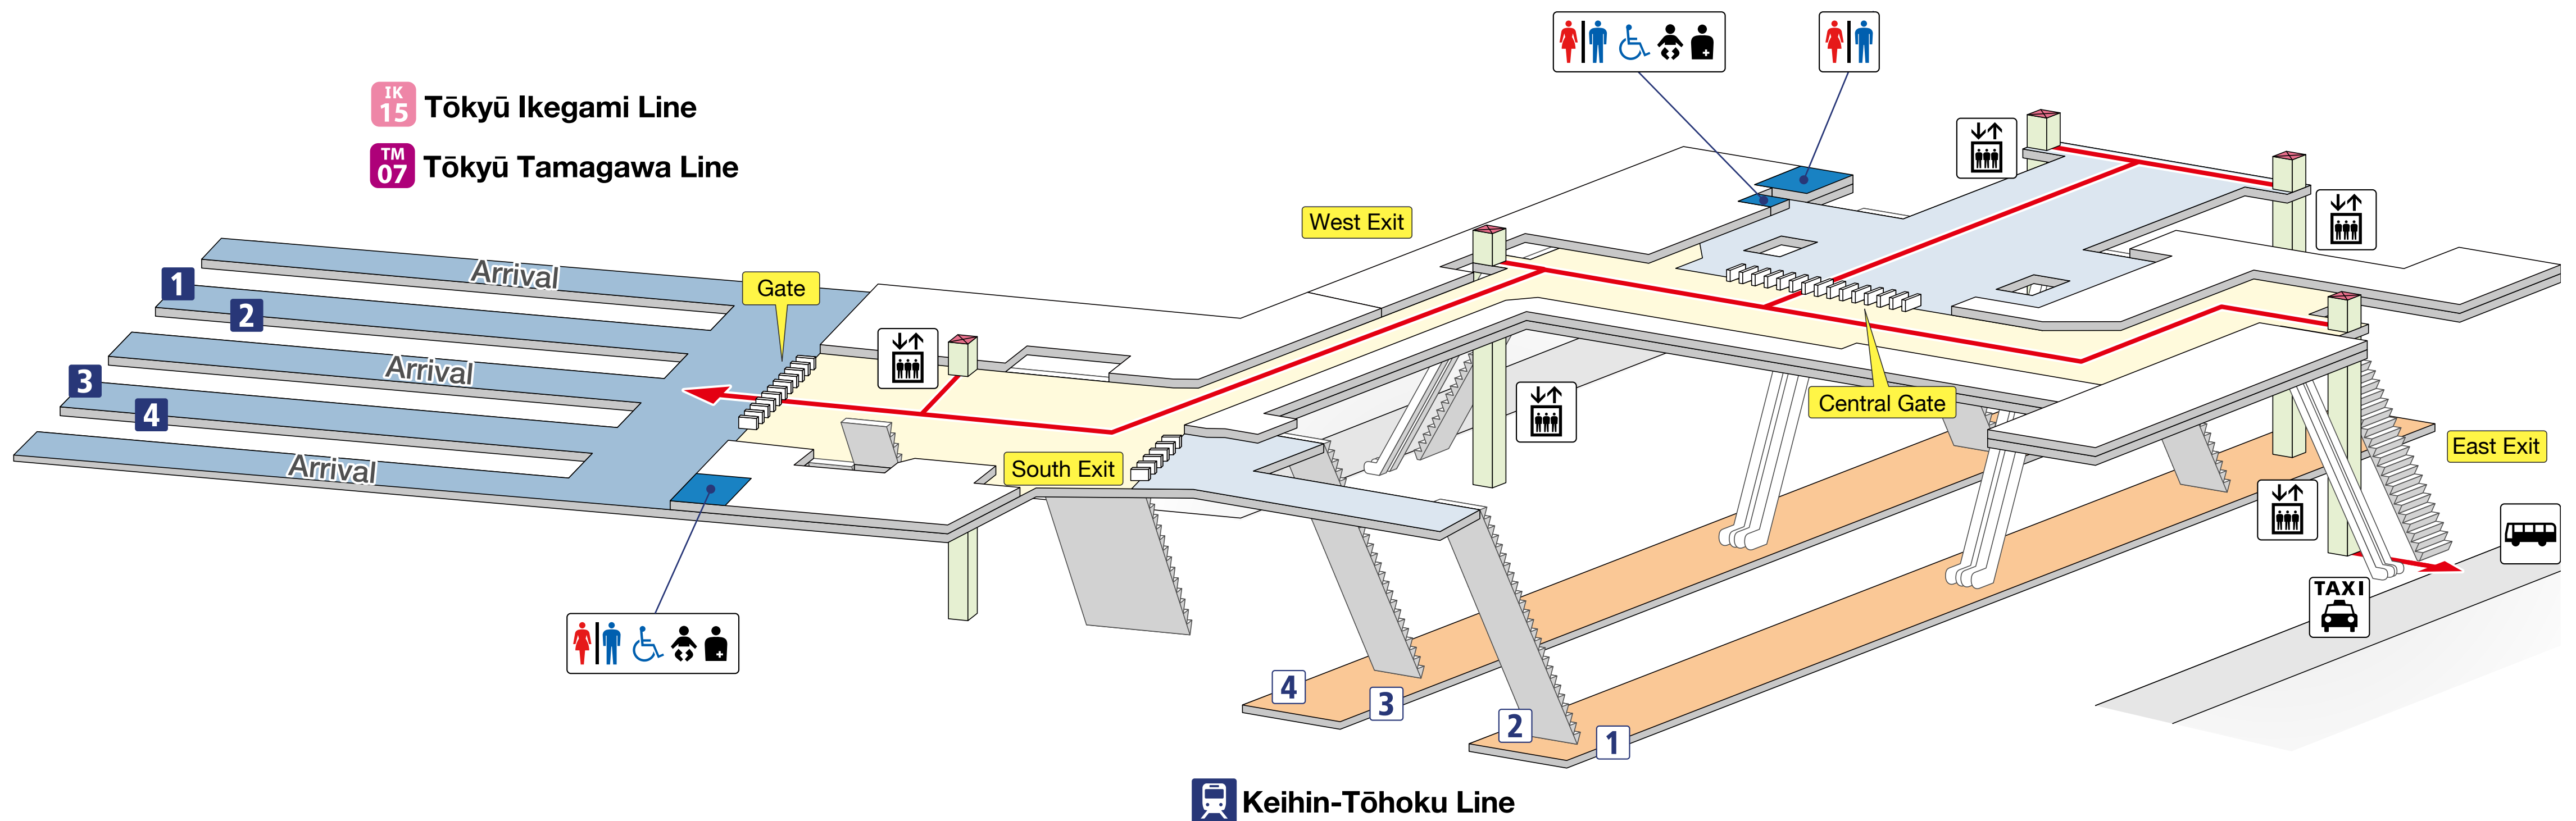 IK
15
Tōkyū Ikegami Line
TM
07
Tōkyū Tamagawa Line
West Exit
Arrival
1
Gate
2
Arrival
3
4
Central Gate
Arrival
South Exit
East Exit
TAXI
4
3
2
1
Keihin-Tōhoku Line